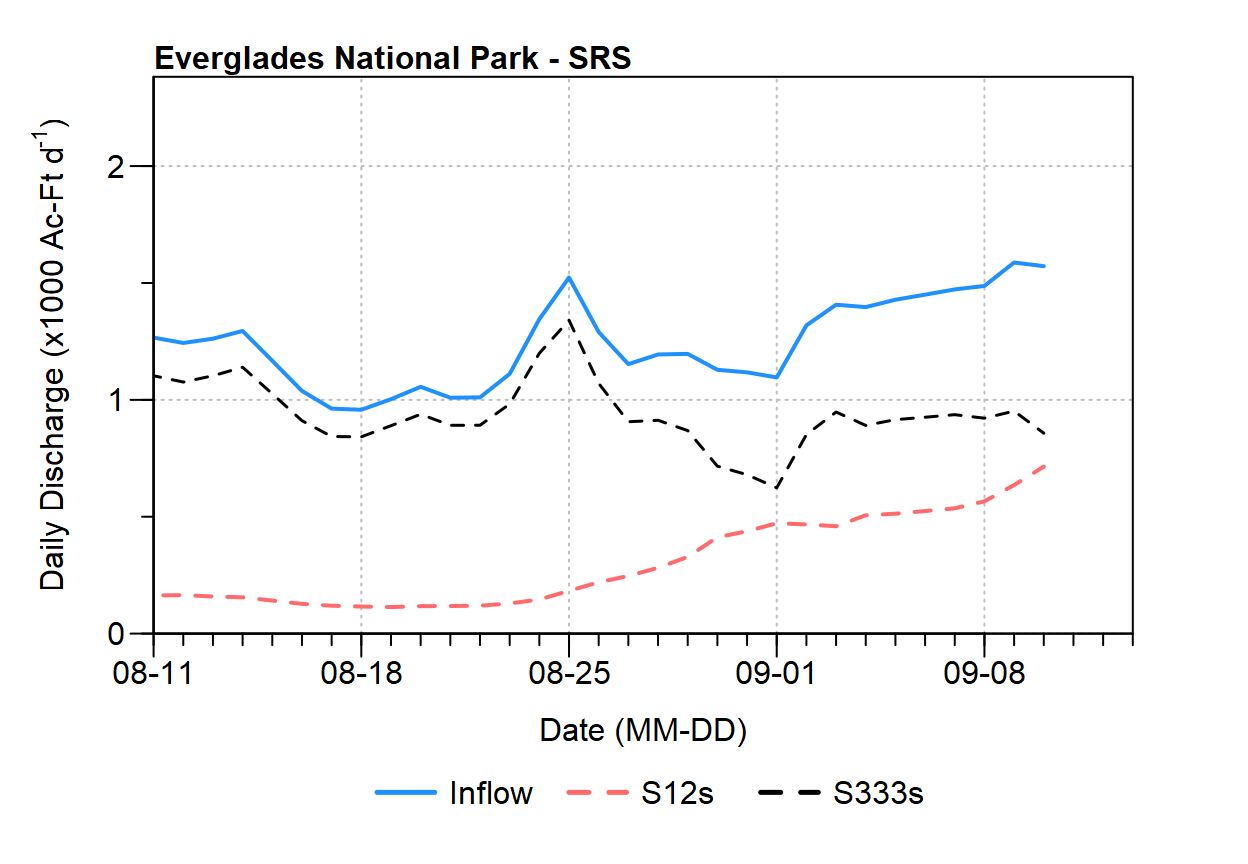 Everglades National Park - SRS
Daily Discharge (x1000 Ac-Ft d⁻¹)
2
1
0
08-11 08-18 08-25 09-01 09-08
Date (MM-DD)
Inflow S12s S333s